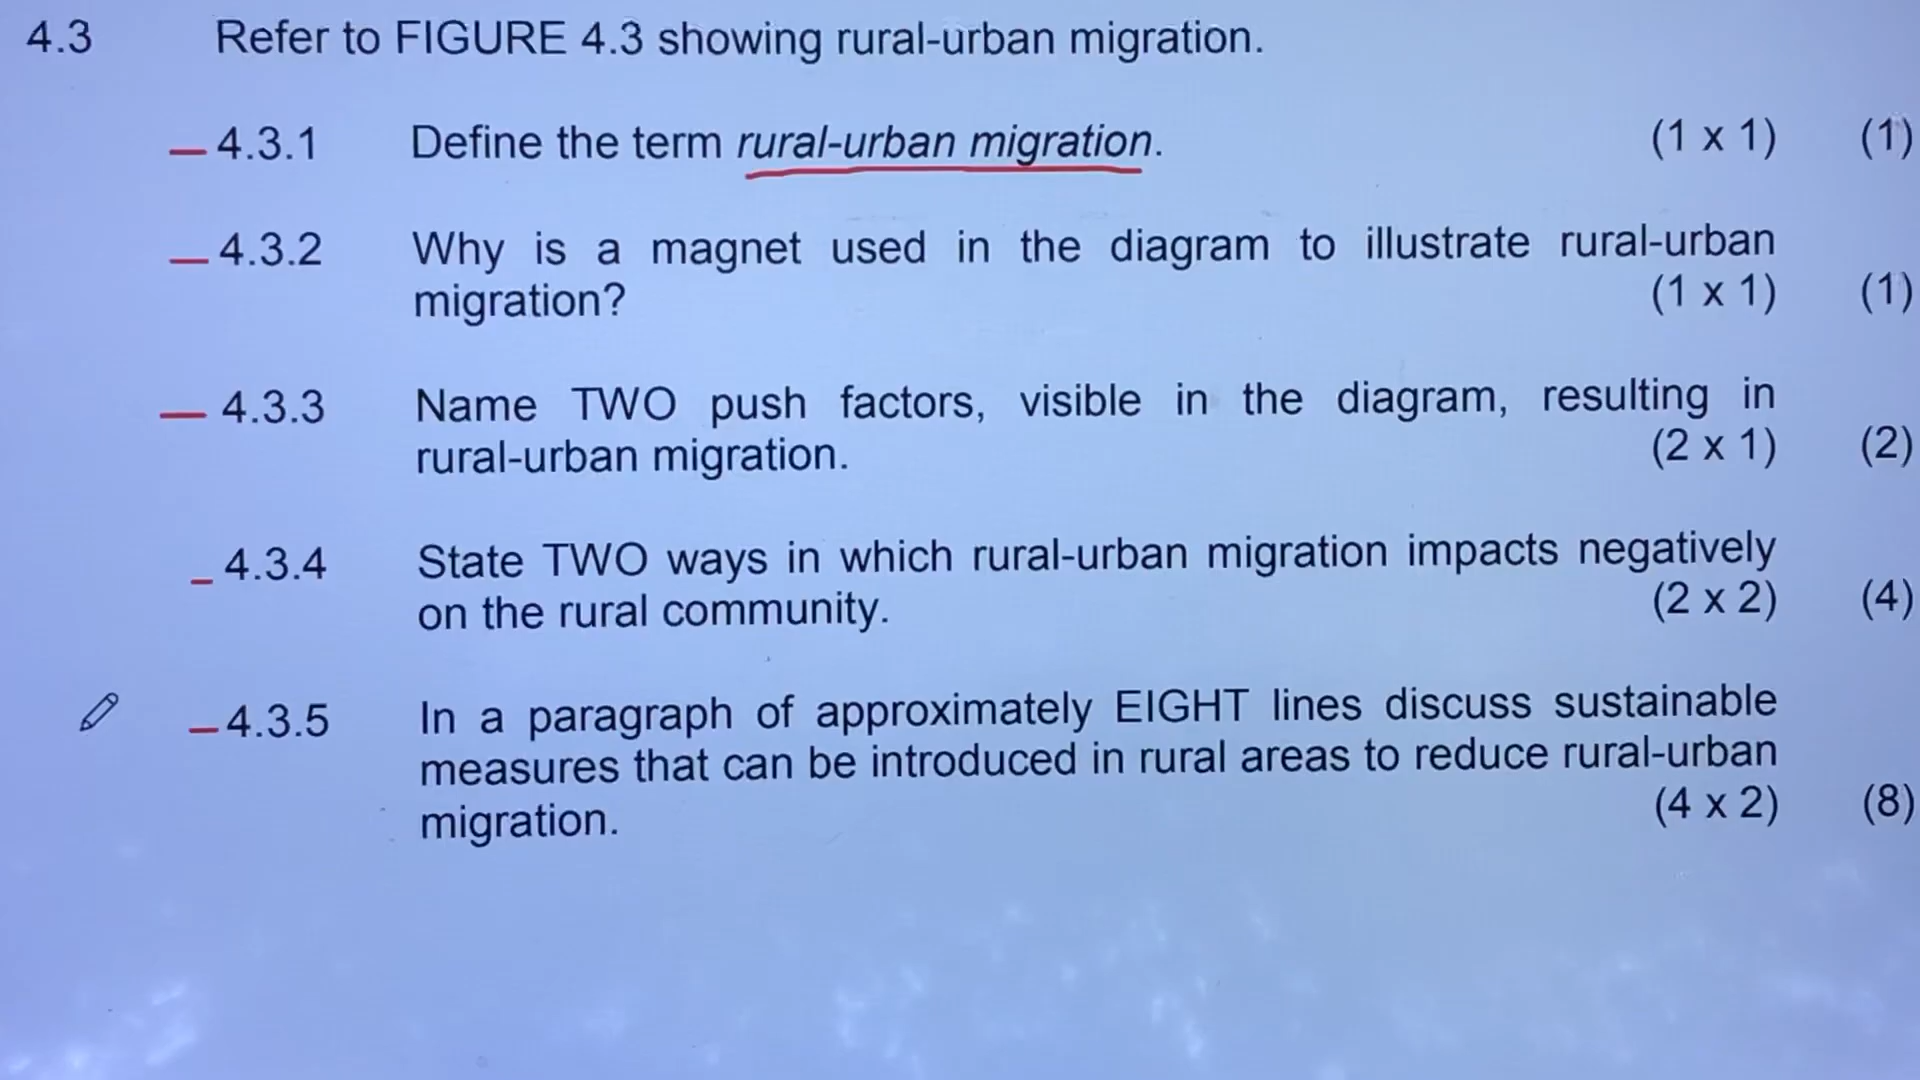 4.3 Refer to FIGURE 4.3 showing rural-urban migration.
4.3.1 Define the term rural-urban migration. (1 x 1) (1)
4.3.2 Why is a magnet used in the diagram to illustrate rural-urban
migration? (1 x 1) (1)
4.3.3 Name TWO push factors, visible in the diagram, resulting in
rural-urban migration. (2 x 1) (2)
4.3.4 State TWO ways in which rural-urban migration impacts negatively
on the rural community. (2 x 2) (4)
4.3.5 In a paragraph of approximately EIGHT lines discuss sustainable
measures that can be introduced in rural areas to reduce rural-urban
migration. (4 x 2) (8)